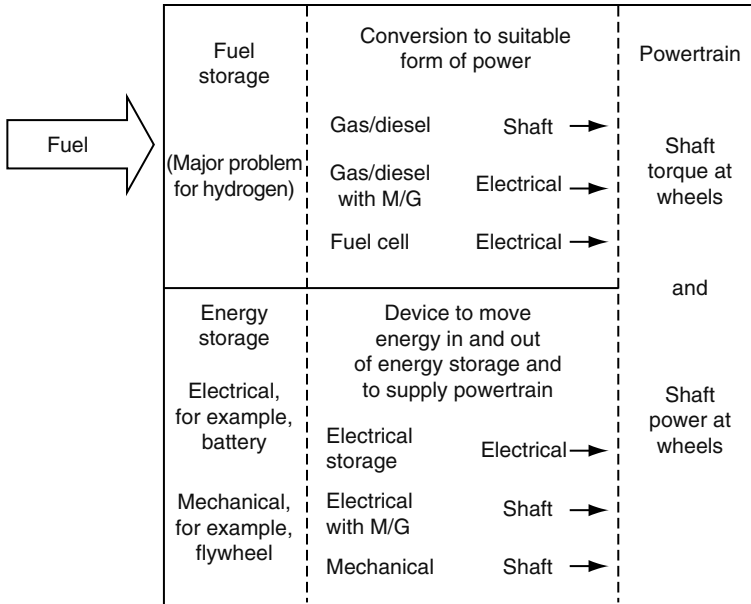 Fuel
Fuel
storage
(Major problem
for hydrogen)
Conversion to suitable
form of power
Gas/diesel Shaft
Gas/diesel
with M/G Electrical
Fuel cell Electrical
Energy
storage
Electrical,
for example,
battery
Mechanical,
for example,
flywheel
Device to move
energy in and out
of energy storage and
to supply powertrain
Electrical
storage Electrical
Electrical
with M/G Shaft
Mechanical Shaft
Powertrain
Shaft
torque at
wheels
and
Shaft
power at
wheels